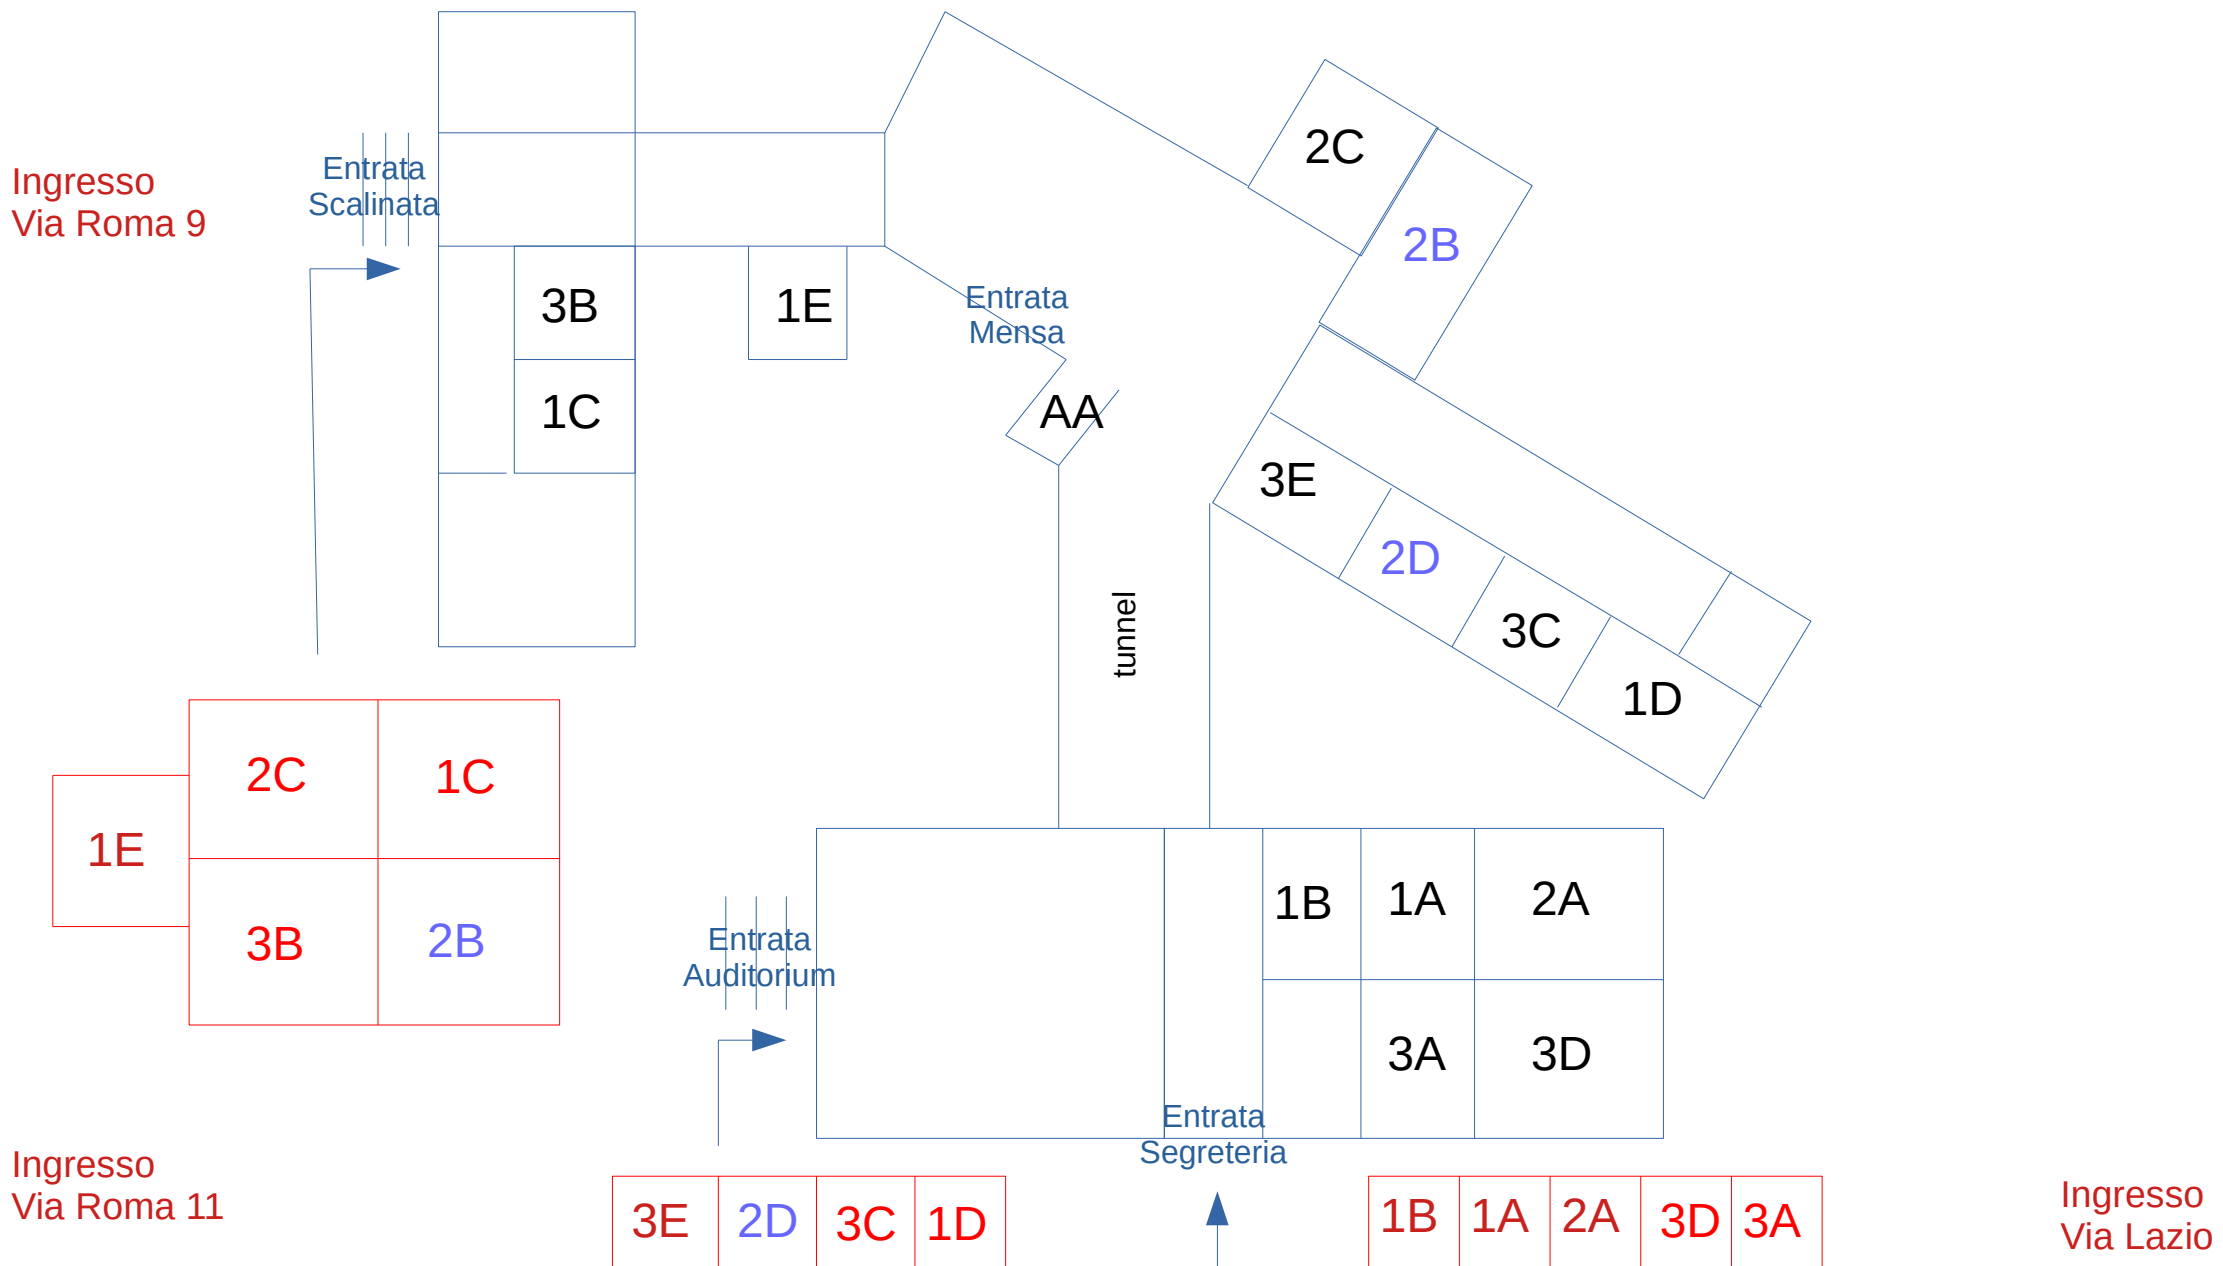 2C
Ingresso
Via Roma 9
Entrata
Scalinata
2B
3B
1E
Entrata
Mensa
1C
AA
3E
2D
3C
1D
tunnel
2C
1C
1E
3B
2B
Entrata
Auditorium
1B
1A
2A
3A
3D
Entrata
Segreteria
Ingresso
Via Roma 11
3E
2D
3C
1D
1B
1A
2A
3D
3A
Ingresso
Via Lazio